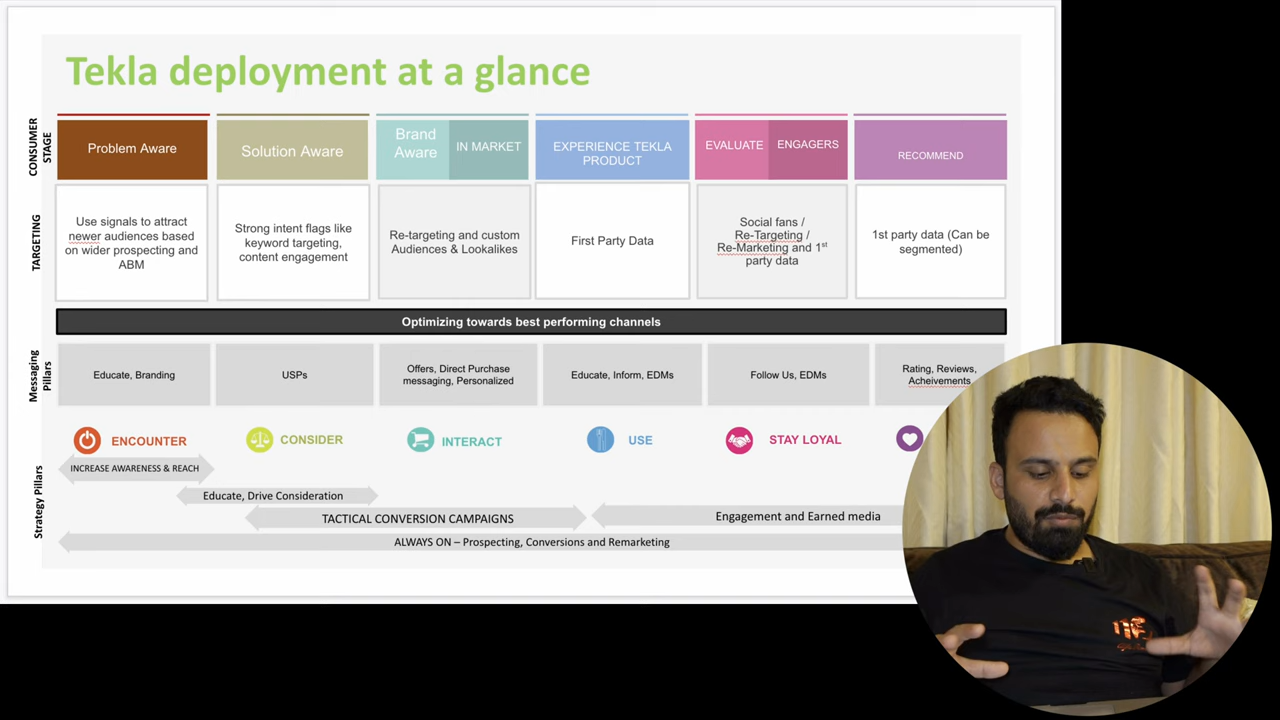 Tekla deployment at a glance
CONSUMER
STAGE
Problem Aware
Solution Aware
Brand
Aware
IN MARKET
EXPERIENCE TEKLA
PRODUCT
EVALUATE
ENGAGERS
RECOMMEND
TARGETING
Use signals to attract
newer audiences based
on wider prospecting and
ABM
Strong intent flags like
keyword targeting,
content engagement
Re-targeting and custom
Audiences & Lookalikes
First Party Data
Social fans /
Re-Targeting /
Re-Marketing and 1st
party data
1st party data (Can be
segmented)
Optimizing towards best performing channels
Messaging
Pillars
Educate, Branding
USPs
Offers, Direct Purchase
messaging, Personalized
Educate, Inform, EDMs
Follow Us, EDMs
Rating, Reviews,
Acheivements
ENCOUNTER
CONSIDER
INTERACT
USE
STAY LOYAL
Strategy Pillars
INCREASE AWARENESS & REACH
Educate, Drive Consideration
TACTICAL CONVERSION CAMPAIGNS
Engagement and Earned media
ALWAYS ON – Prospecting, Conversions and Remarketing